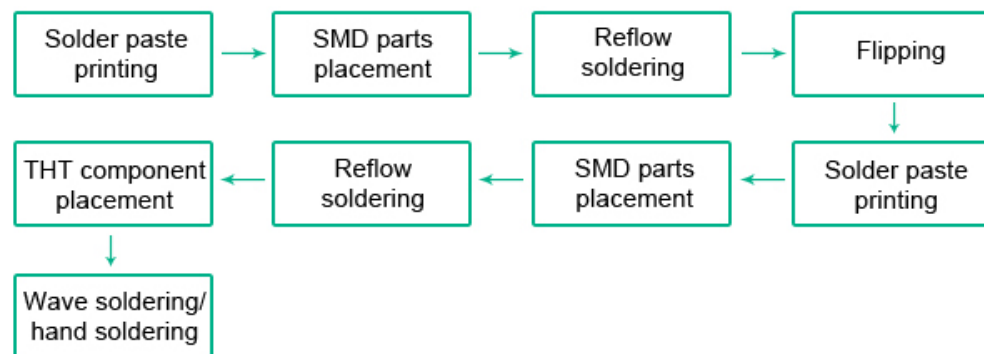 Solder paste
printing
SMD parts
placement
Reflow
soldering
Flipping
Solder paste
printing
SMD parts
placement
Reflow
soldering
THT component
placement
Wave soldering/
hand soldering